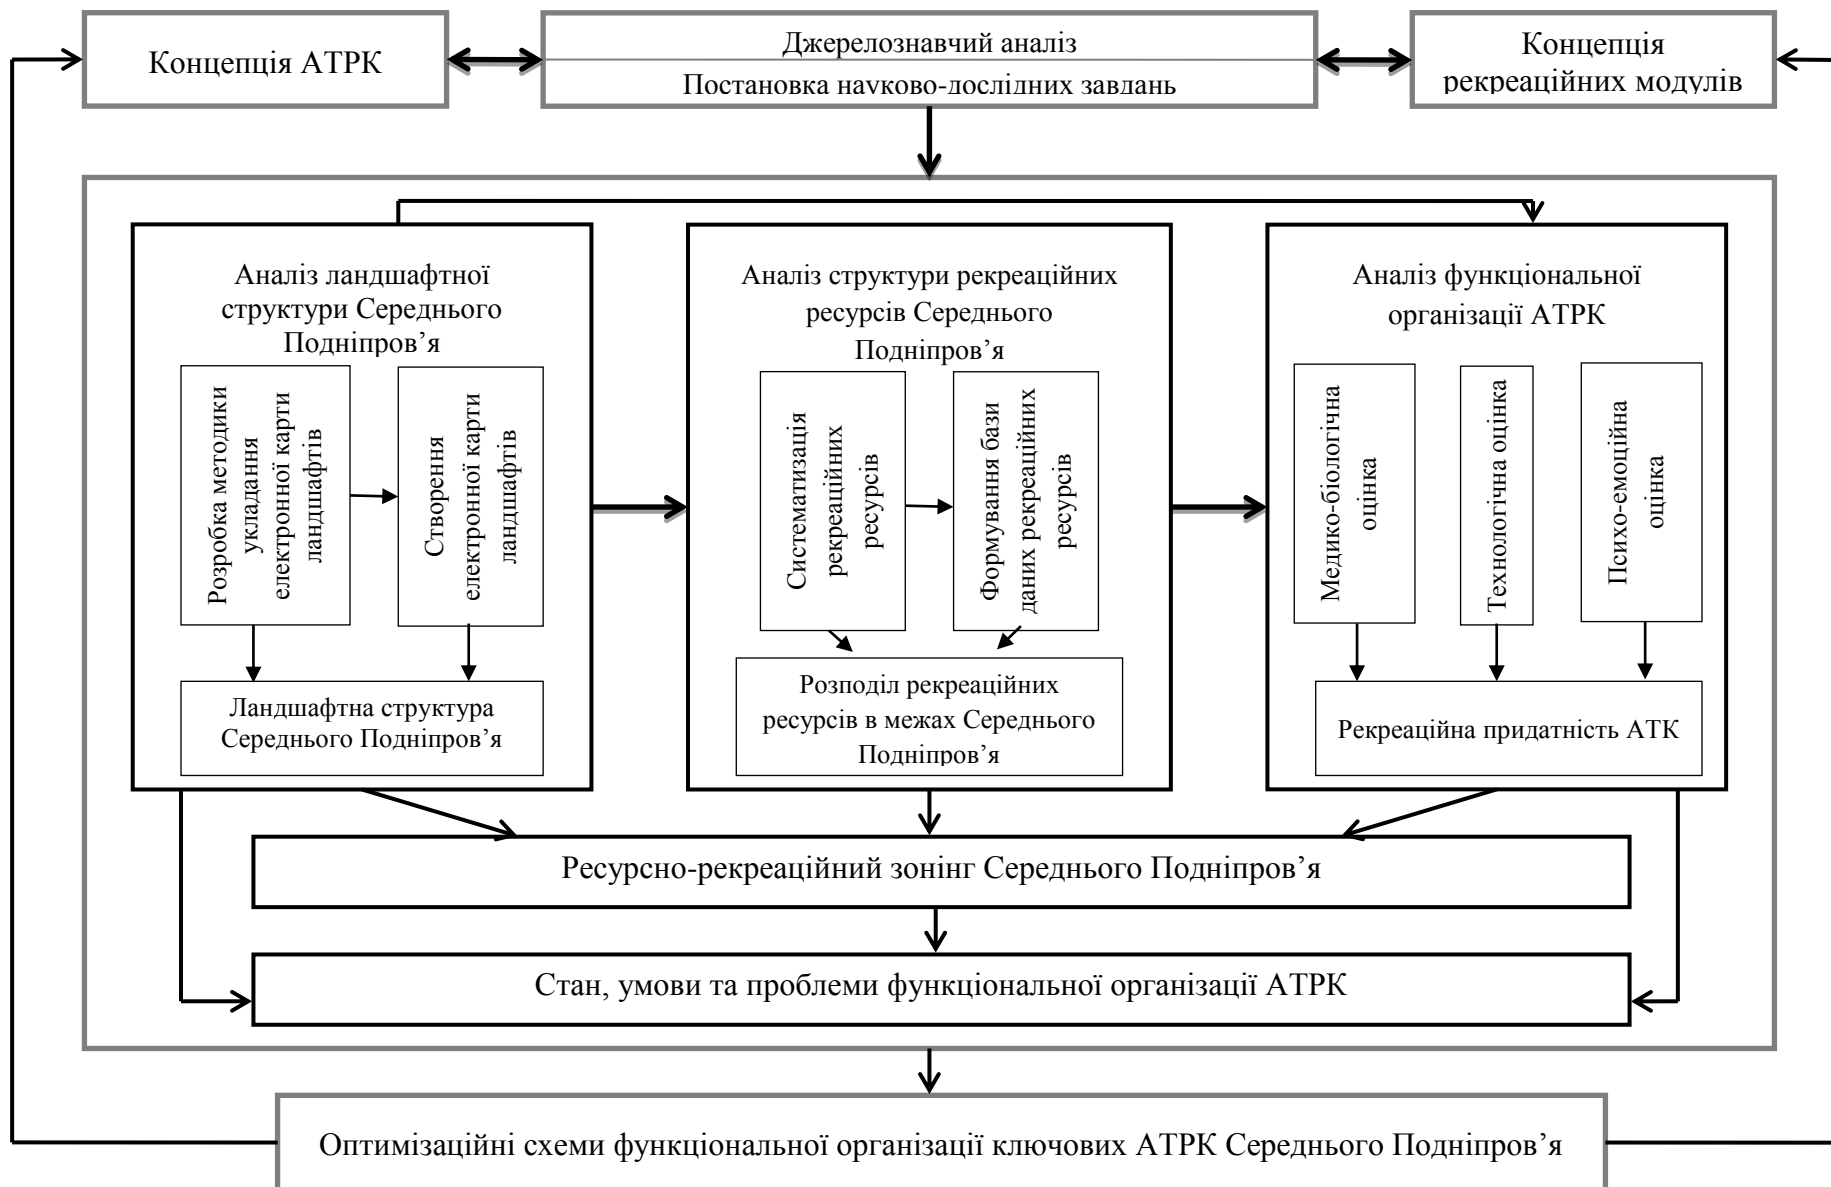 Концепція АТРК
Джерелознавчий аналіз
Постановка науково-дослідних завдань
Концепція
рекреаційних модулів
Аналіз ландшафтної
структури Середнього
Подніпров’я
Розробка методики
укладання
електронної карти
ландшафтів
Створення
електронної карти
ландшафтів
Ландшафтна структура
Середнього Подніпров’я
Аналіз структури рекреаційних
ресурсів Середнього
Подніпров’я
Систематизація
рекреаційних
ресурсів
Формування бази
даних рекреаційних
ресурсів
Розподіл рекреаційних
ресурсів в межах Середнього
Подніпров’я
Аналіз функціональної
організації АТРК
Медико-біологічна
оцінка
Технологічна оцінка
Психо-емоційна
оцінка
Рекреаційна придатність АТК
Ресурсно-рекреаційний зонінг Середнього Подніпров’я
Стан, умови та проблеми функціональної організації АТРК
Оптимізаційні схеми функціональної організації ключових АТРК Середнього Подніпров’я